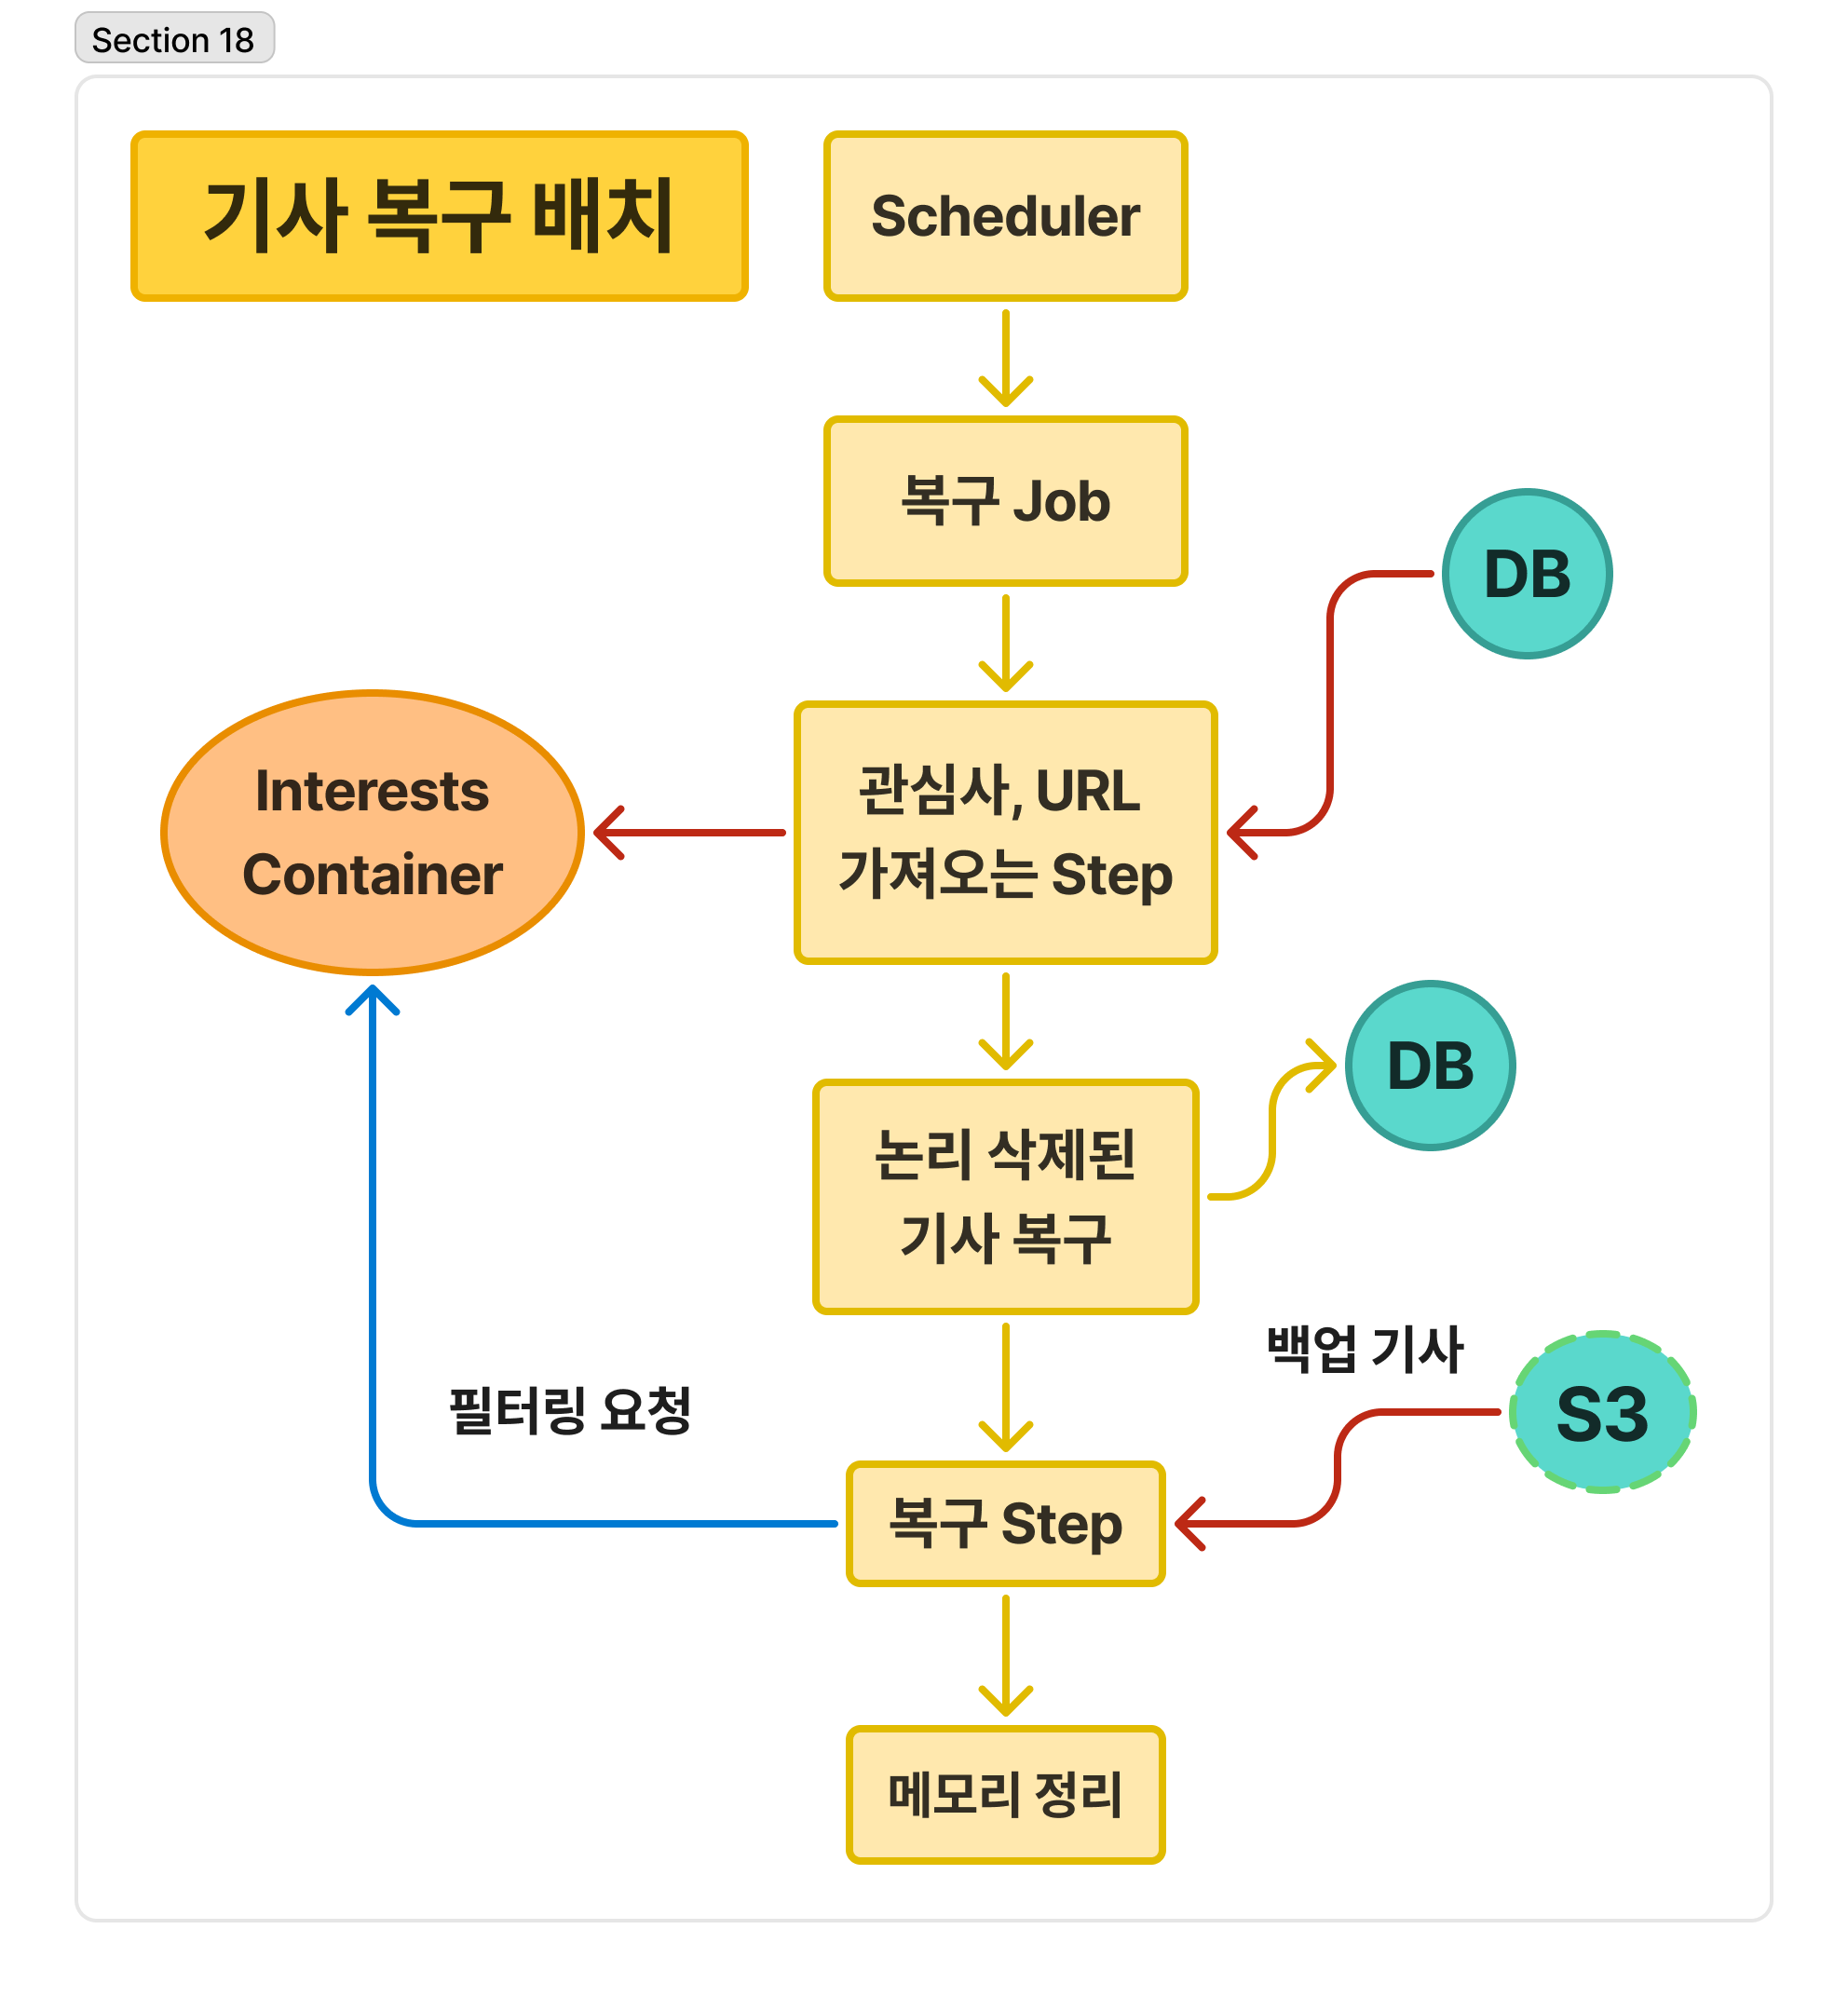 Section 18
기사 복구 배치
Scheduler
복구 Job
DB
관심사, URL
가져오는 Step
Interests
Container
DB
논리 삭제된
기사 복구
백업 기사
S3
필터링 요청
복구 Step
메모리 정리